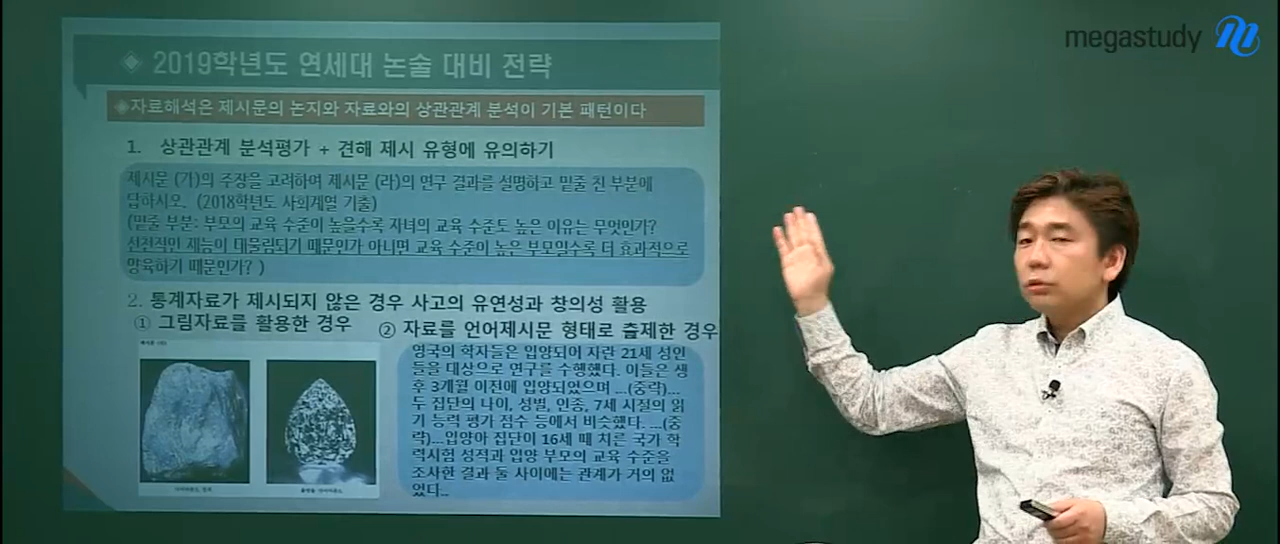 megastudy
◈ 2019학년도 연세대 논술 대비 전략
◈자료해석은 제시문의 논지와 자료와의 상관관계 분석이 기본 패턴이다
1. 상관관계 분석평가 + 견해 제시 유형에 유의하기
제시문 (가)의 주장을 고려하여 제시문 (라)의 연구 결과를 설명하고 밑줄 친 부분에
답하시오. (2018학년도 사회계열 기출)
(밑줄 부분: 부모의 교육 수준이 높을수록 자녀의 교육 수준도 높은 이유는 무엇인가?
선천적인 재능이 대물림되기 때문인가 아니면 교육 수준이 높은 부모일수록 더 효과적으로
양육하기 때문인가? )
2. 통계자료가 제시되지 않은 경우 사고의 유연성과 창의성 활용
① 그림자료를 활용한 경우
② 자료를 언어제시문 형태로 출제한 경우
영국의 학자들은 입양되어 자란 21세 성인
들을 대상으로 연구를 수행했다. 이들은 생
후 3개월 이전에 입양되었으며 ...(중략)...
두 집단의 나이, 성별, 인종, 7세 시절의 읽
기 능력 평가 점수 등에서 비슷했다. ...(중
략)...입양아 집단이 16세 때 치른 국가 학
력시험 성적과 입양 부모의 교육 수준을
조사한 결과 둘 사이에는 관계가 거의 없
었다..